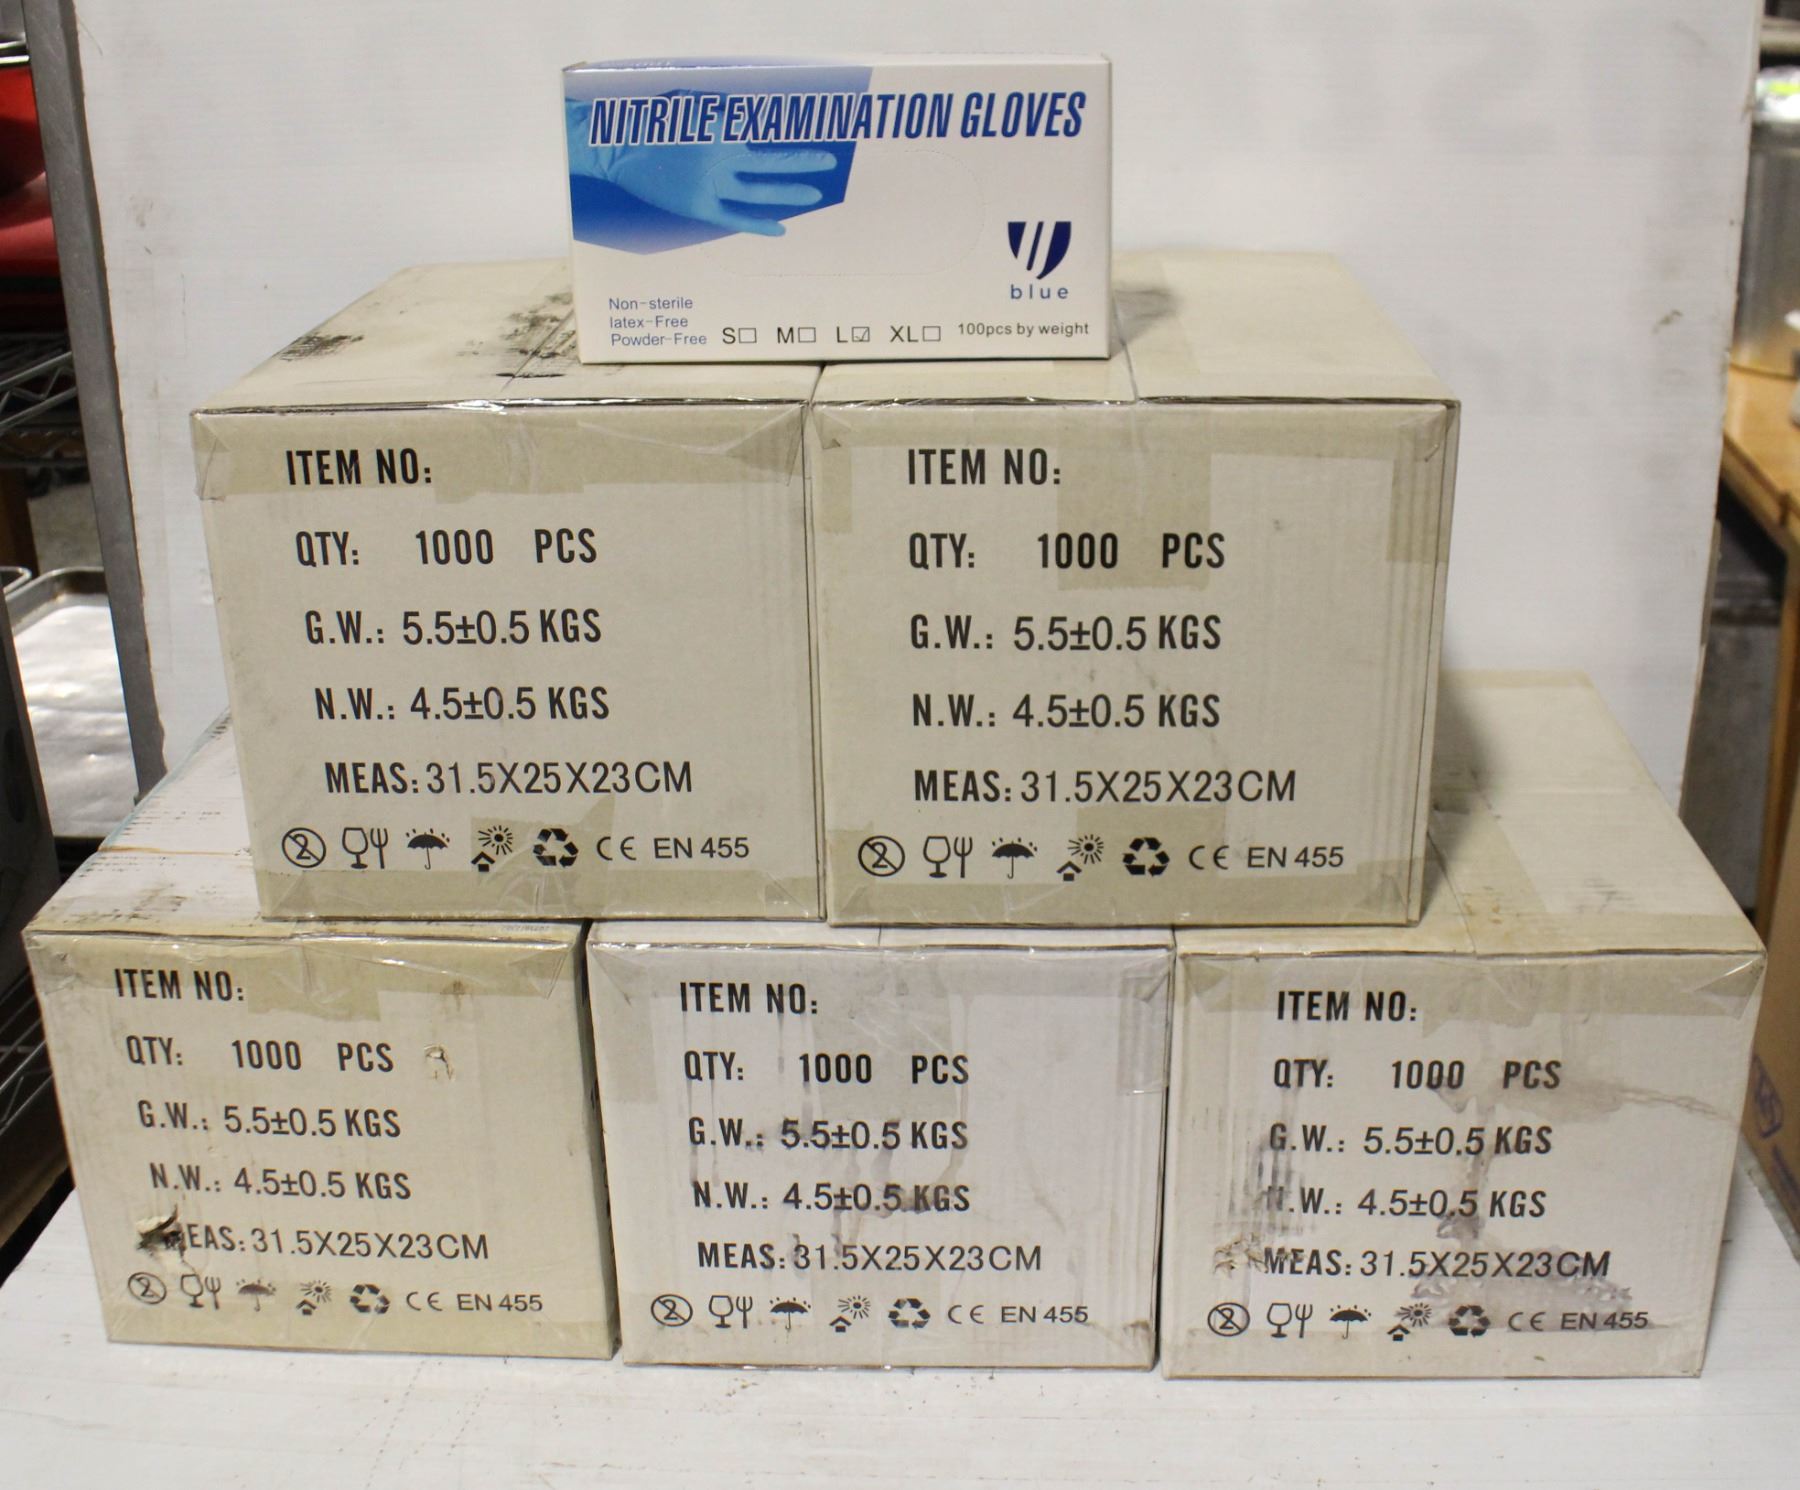 NITRILE EXAMINATION GLOVES
blue
Non-sterile
latex-Free
Powder-Free S☐ M☐ L☑ XL☐ 100pcs by weight
ITEM NO:
QTY: 1000 PCS
G.W.: 5.5±0.5 KGS
N.W.: 4.5±0.5 KGS
MEAS: 31.5X25X23CM
CE EN 455
ITEM NO:
QTY: 1000 PCS
G.W.: 5.5±0.5 KGS
N.W.: 4.5±0.5 KGS
MEAS: 31.5X25X23CM
CE EN 455
ITEM NO:
QTY: 1000 PCS
G.W.: 5.5±0.5 KGS
N.W.: 4.5±0.5 KGS
MEAS: 31.5X25X23CM
CE EN 455
ITEM NO:
QTY: 1000 PCS
G.W.: 5.5±0.5 KGS
N.W.: 4.5±0.5 KGS
MEAS: 31.5X25X23CM
CE EN 455
ITEM NO:
QTY: 1000 PCS
G.W.: 5.5±0.5 KGS
N.W.: 4.5±0.5 KGS
MEAS: 31.5X25X23CM
CE EN 455